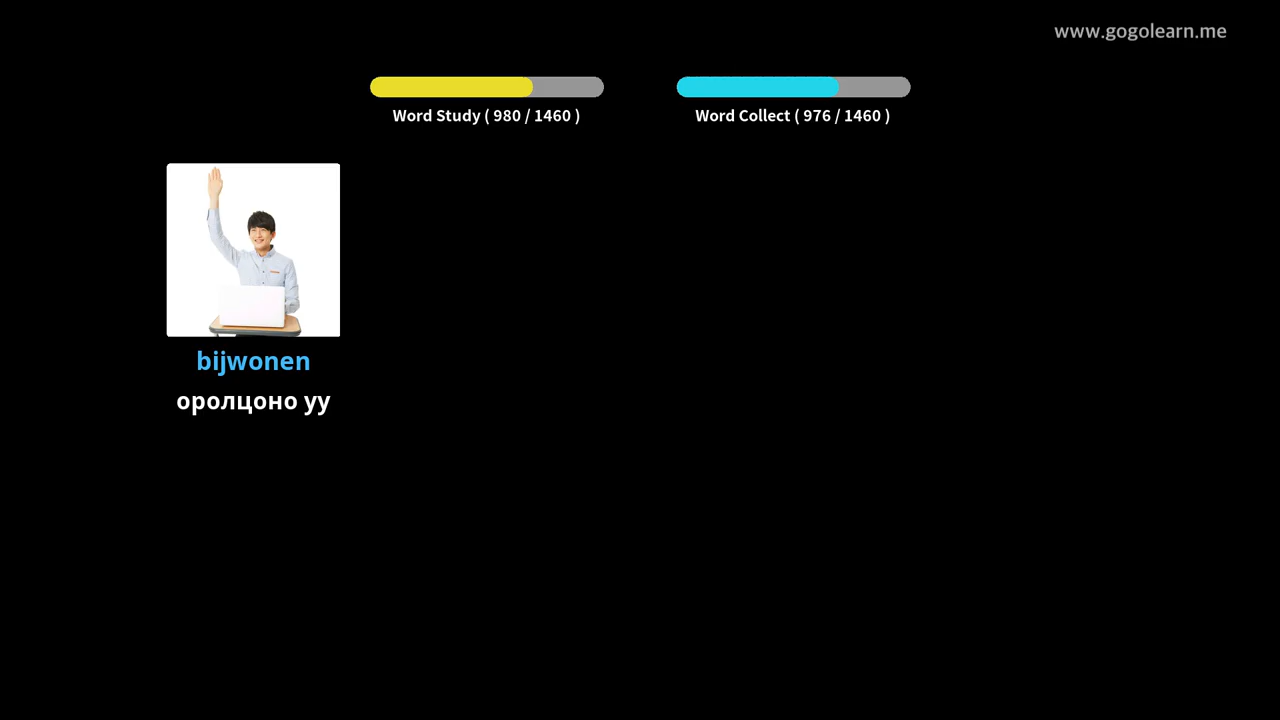 www.gogolearn.me
Word Study ( 980 / 1460 )
Word Collect ( 976 / 1460 )
bijwonen
оролцоно уу